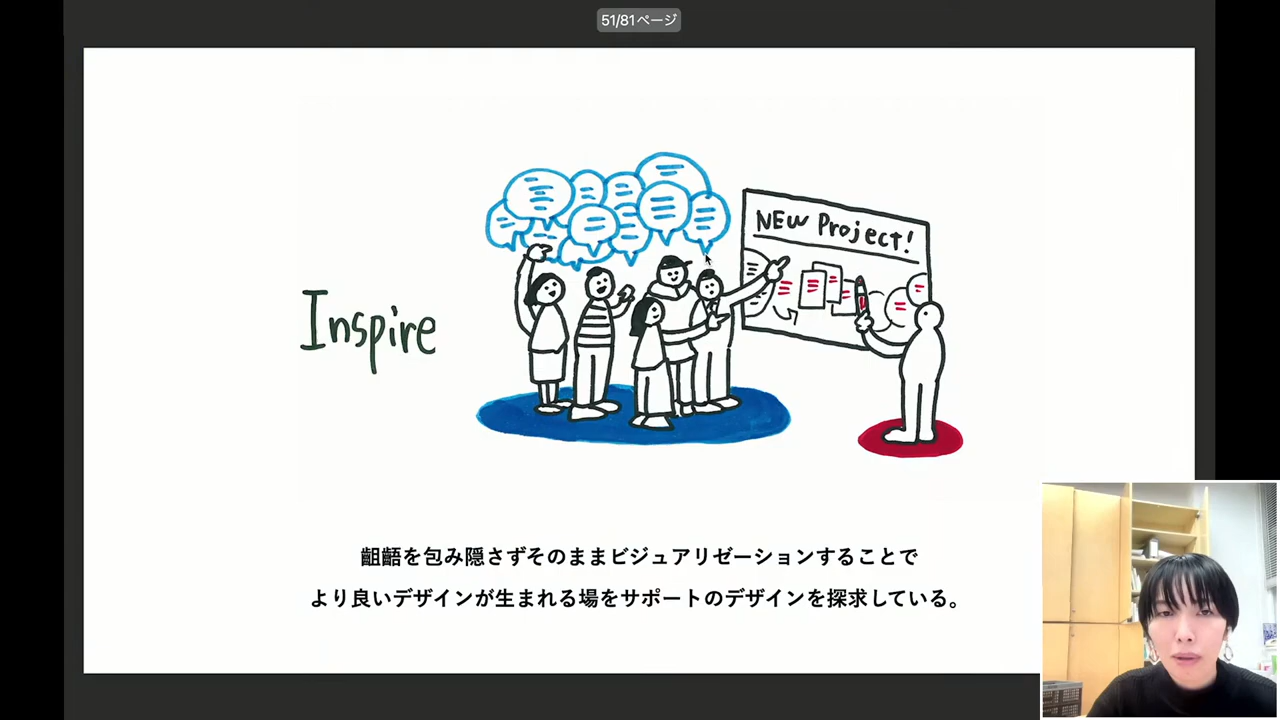 51/81ページ
NEW Project!
Inspire
齟齬を包み隠さずそのままビジュアリゼーションすることで
より良いデザインが生まれる場をサポートのデザインを探求している。